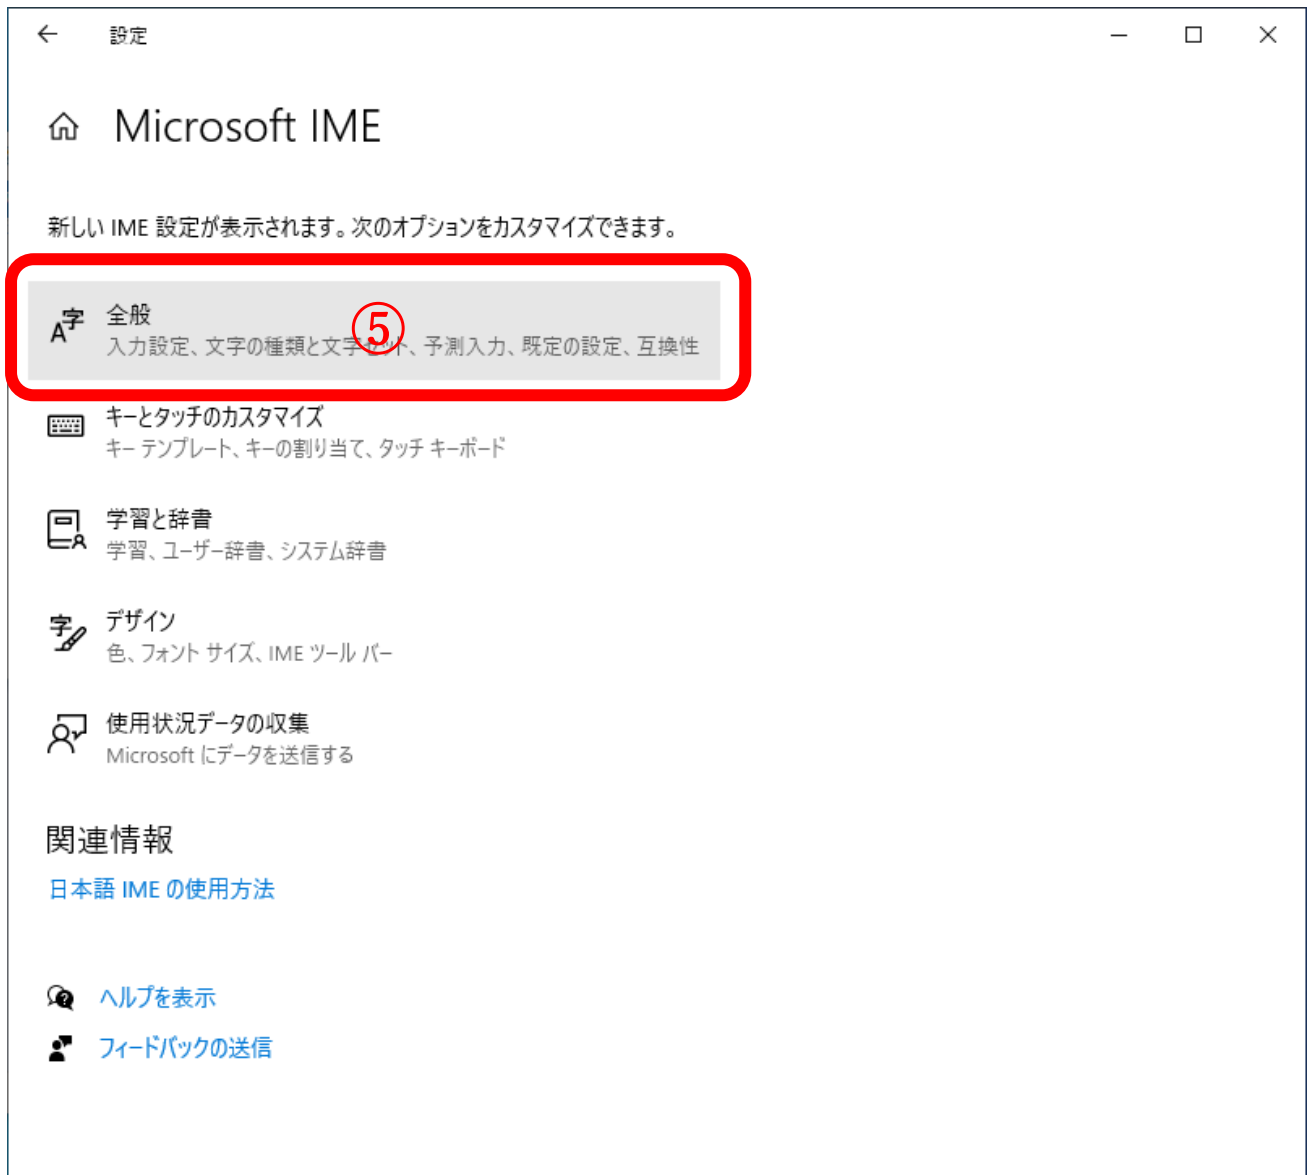 設定
Microsoft IME
新しい IME 設定が表示されます。次のオプションをカスタマイズできます。
A字 全般
⑤
入力設定、文字の種類と文字セット、予測入力、既定の設定、互換性
キーとタッチのカスタマイズ
キー テンプレート、キーの割り当て、タッチ キーボード
学習と辞書
学習、ユーザー辞書、システム辞書
字 デザイン
色、フォント サイズ、IME ツール バー
使用状況データの収集
Microsoft にデータを送信する
関連情報
日本語 IME の使用方法
ヘルプを表示
フィードバックの送信